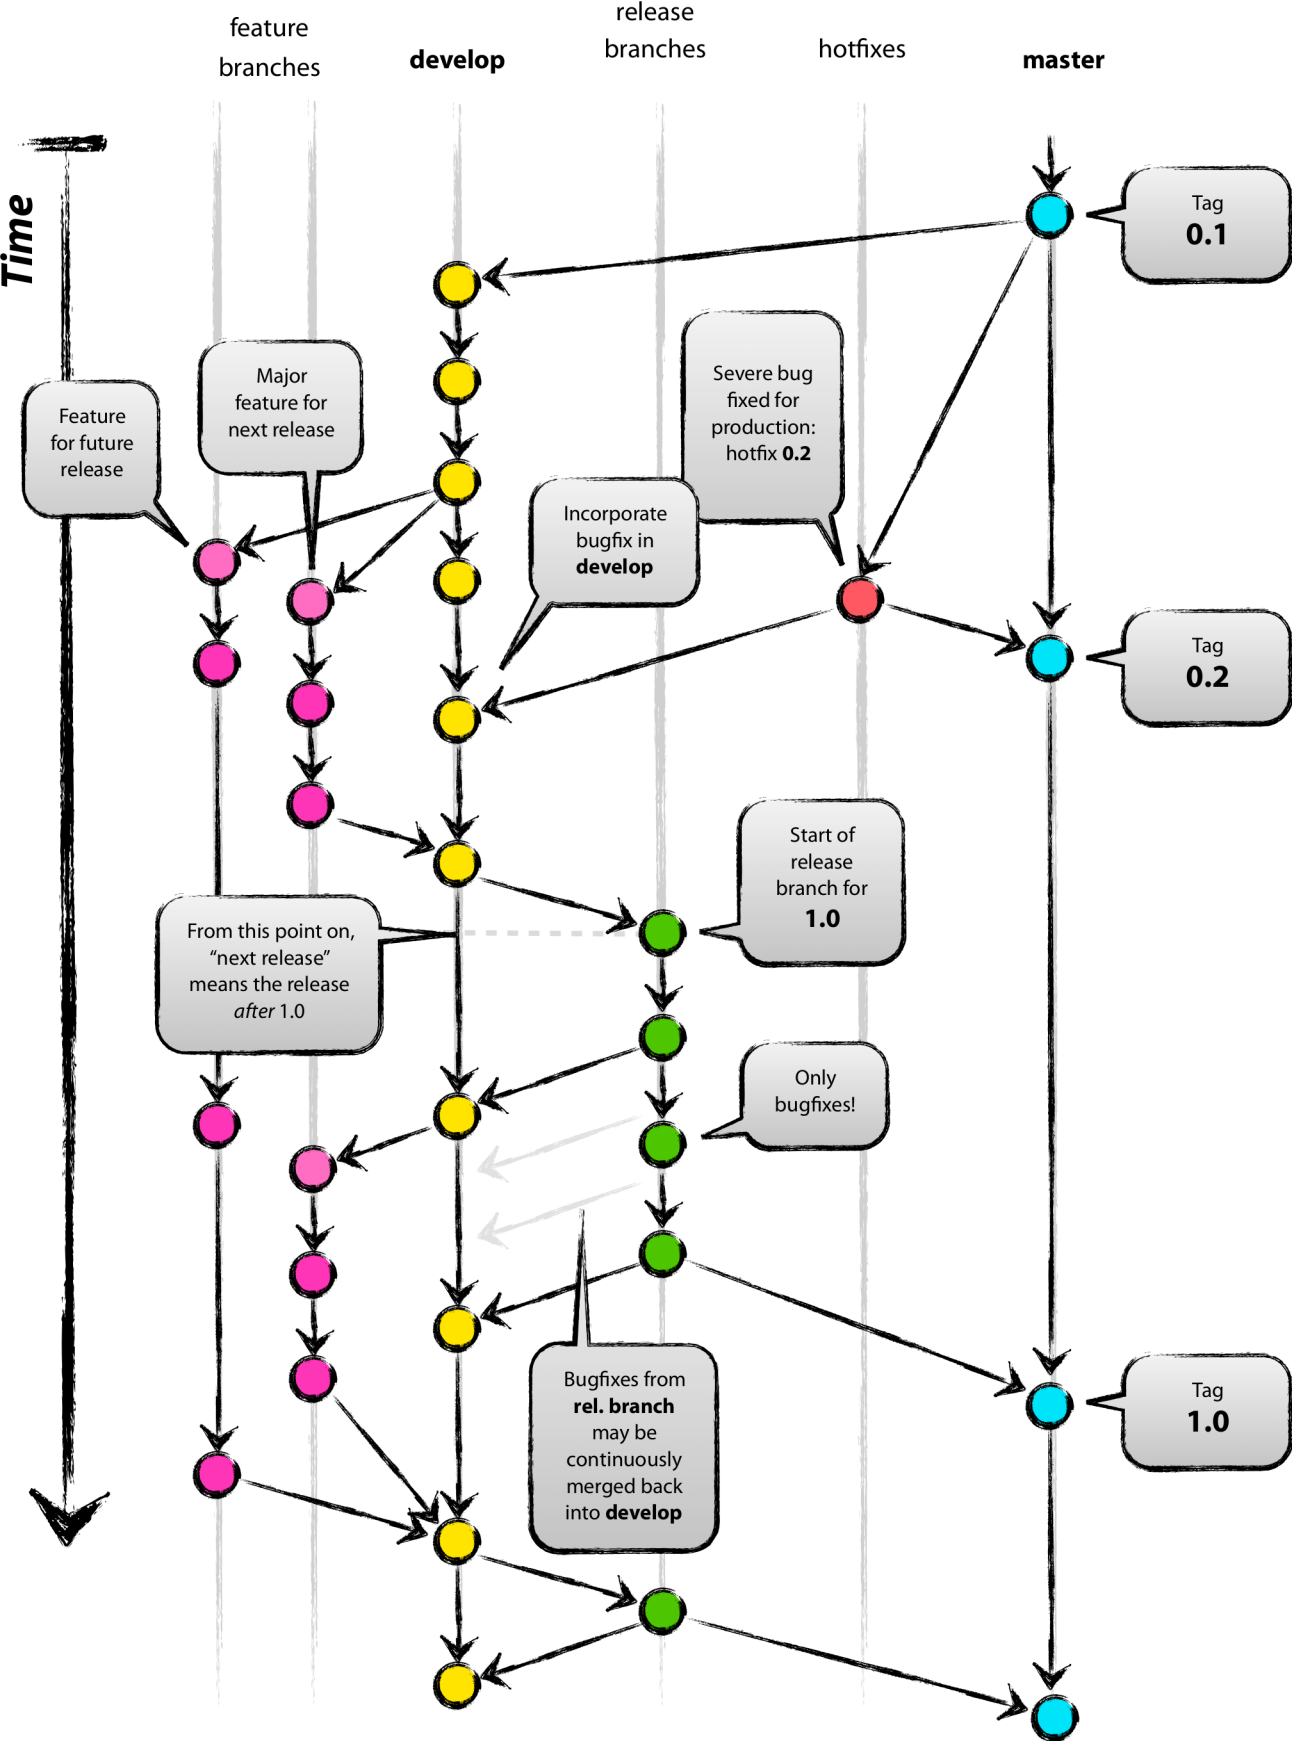 feature
branches
develop
release
branches
hotfixes
master
Time
Tag
0.1
Major
feature for
next release
Feature
for future
release
Severe bug
fixed for
production:
hotfix 0.2
Incorporate
bugfix in
develop
Tag
0.2
Start of
release
branch for
1.0
From this point on,
“next release”
means the release
after 1.0
Only
bugfixes!
Bugfixes from
rel. branch
may be
continuously
merged back
into develop
Tag
1.0